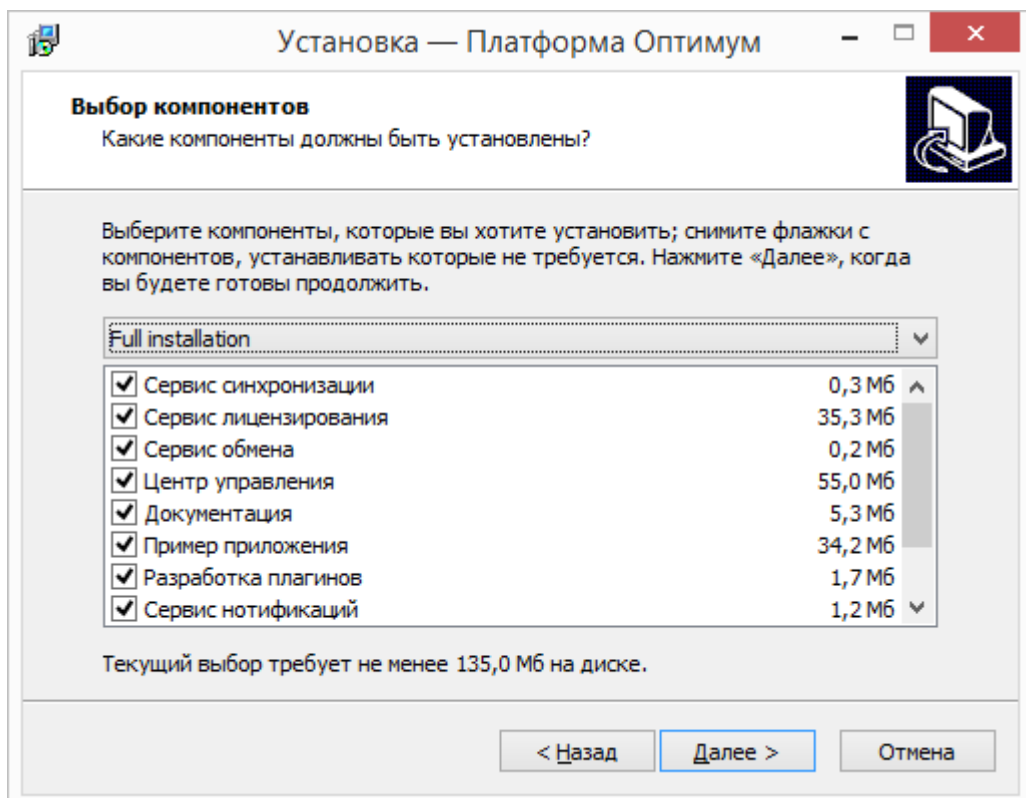 Установка — Платформа Оптимум
Выбор компонентов
Какие компоненты должны быть установлены?
Выберите компоненты, которые вы хотите установить; снимите флажки с
компонентов, устанавливать которые не требуется. Нажмите «Далее», когда
вы будете готовы продолжить.
Full installation
Сервис синхронизации 0,3 Мб
Сервис лицензирования 35,3 Мб
Сервис обмена 0,2 Мб
Центр управления 55,0 Мб
Документация 5,3 Мб
Пример приложения 34,2 Мб
Разработка плагинов 1,7 Мб
Сервис нотификаций 1,2 Мб
Текущий выбор требует не менее 135,0 Мб на диске.
< Назад Далее > Отмена